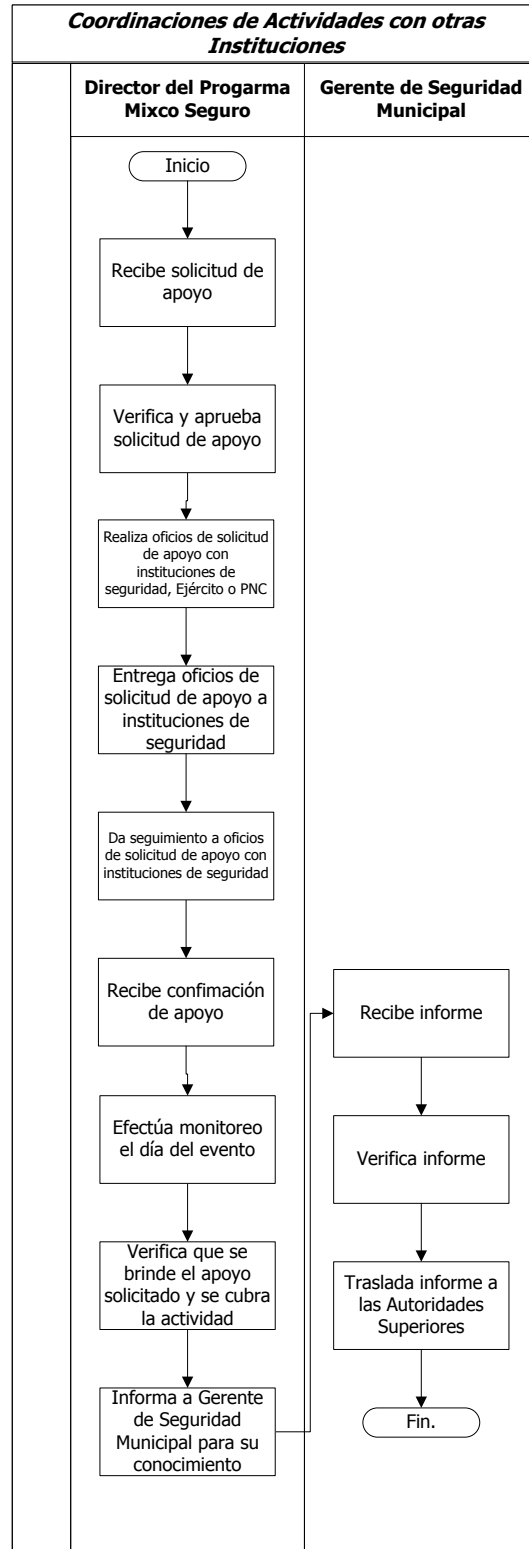 Coordinaciones de Actividades con otras
Instituciones
Director del Progarma
Mixco Seguro
Gerente de Seguridad
Municipal
Inicio
Recibe solicitud de
apoyo
Verifica y aprueba
solicitud de apoyo
Realiza oficios de solicitud
de apoyo con
instituciones de
seguridad, Ejército o PNC
Entrega oficios de
solicitud de apoyo a
instituciones de
seguridad
Da seguimiento a oficios
de solicitud de apoyo con
instituciones de seguridad
Recibe confimación
de apoyo
Efectúa monitoreo
el día del evento
Verifica que se
brinde el apoyo
solicitado y se cubra
la actividad
Informa a Gerente
de Seguridad
Municipal para su
conocimiento
Recibe informe
Verifica informe
Traslada informe a
las Autoridades
Superiores
Fin.